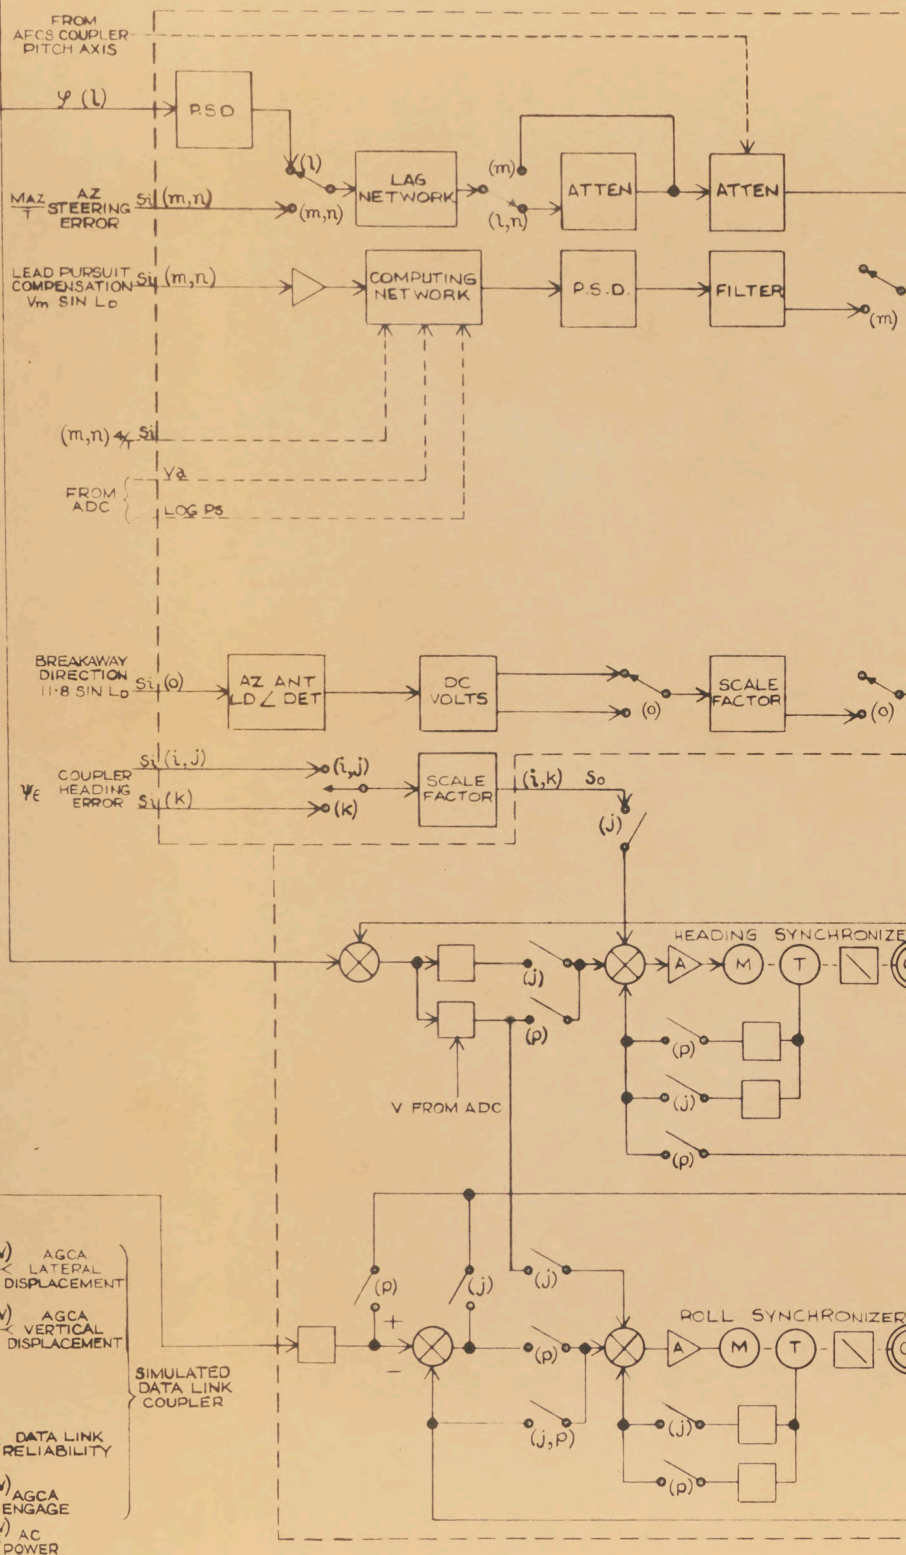 FROM
AFCS COUPLER
PITCH AXIS
φ (l)
P.S.D
(l)
LAG
NETWORK
(m)
(l,n)
ATTEN
ATTEN
MAZ/T AZ
STEERING
ERROR
Si (m,n)
(m,n)
LEAD PURSUIT
COMPENSATION
Vm SIN LD
Si (m,n)
COMPUTING
NETWORK
P.S.D.
FILTER
(m)
(m,n) Si
FROM
ADC
Va
LOG PS
BREAKAWAY
DIRECTION
11·8 SIN LD
Si (o)
AZ ANT
LD ∠ DET
DC
VOLTS
(o)
SCALE
FACTOR
(o)
ψε COUPLER
HEADING
ERROR
Si (i,j)
(i,j)
Si (k)
(k)
SCALE
FACTOR
(i,k) So
(j)
HEADING SYNCHRONIZE
A
M
T
(j)
(p)
(p)
(j)
(p)
V FROM ADC
AGCA
LATERAL
DISPLACEMENT
AGCA
VERTICAL
DISPLACEMENT
SIMULATED
DATA LINK
COUPLER
DATA LINK
RELIABILITY
AGCA
ENGAGE
AC
POWER
(p)
+
−
(j)
(j)
(p)
(j,p)
ROLL SYNCHRONIZER
A
M
T
(j)
(p)